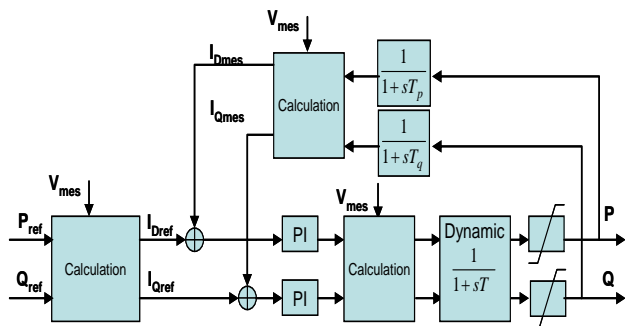 V_mes
I_Dmes
1
1+sT_p
Calculation
I_Qmes
1
1+sT_q
V_mes
V_mes
P_ref
I_Dref
PI
Dynamic
P
Calculation
Calculation
1
1+sT
Q_ref
I_Qref
PI
Q